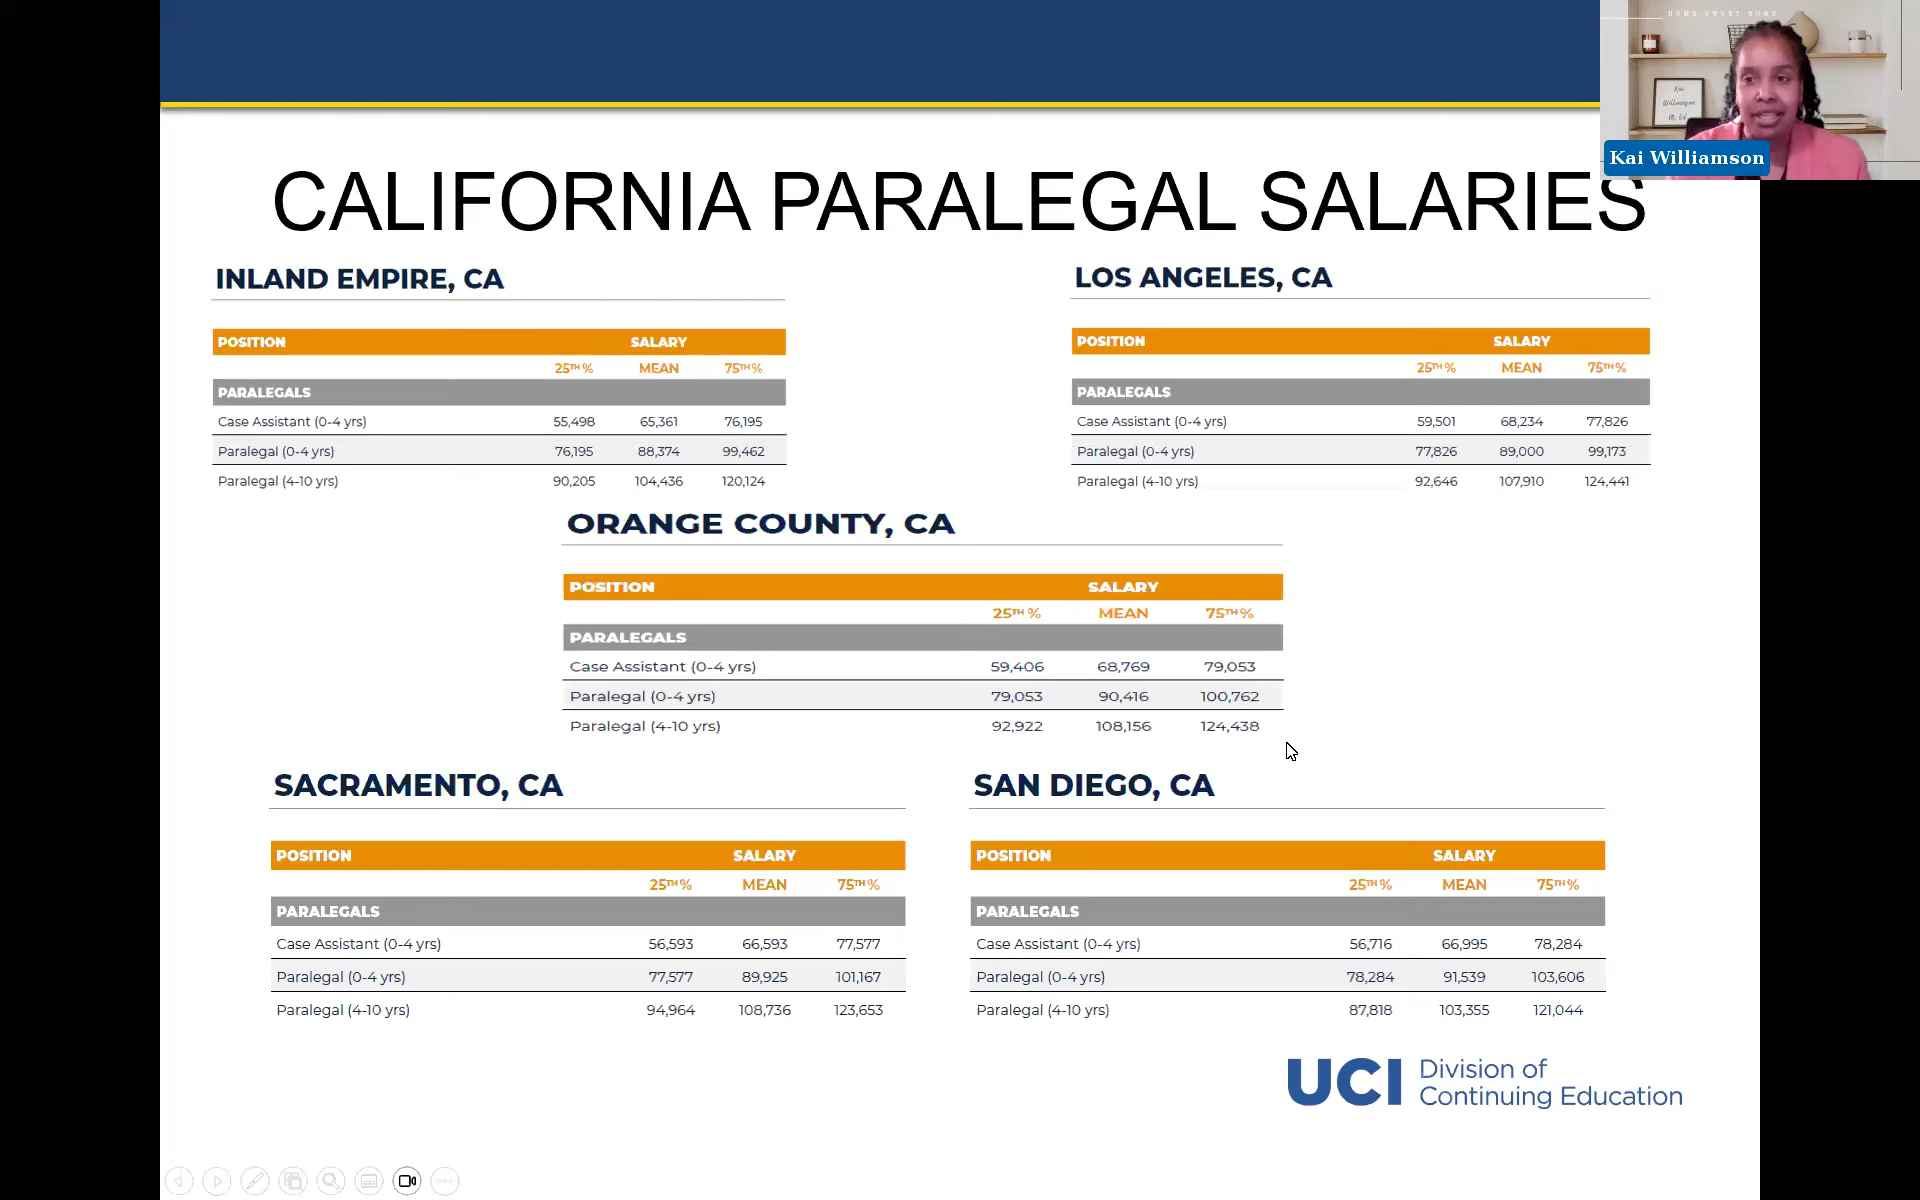 HOME SWEET HOME
Kai
Williamson
M. Ed
Kai Williamson
CALIFORNIA PARALEGAL SALARIES
INLAND EMPIRE, CA
POSITION SALARY
25TH % MEAN 75TH %
PARALEGALS
Case Assistant (0-4 yrs) 55,498 65,361 76,195
Paralegal (0-4 yrs) 76,195 88,374 99,462
Paralegal (4-10 yrs) 90,205 104,436 120,124
LOS ANGELES, CA
POSITION SALARY
25TH % MEAN 75TH %
PARALEGALS
Case Assistant (0-4 yrs) 59,501 68,234 77,826
Paralegal (0-4 yrs) 77,826 89,000 99,173
Paralegal (4-10 yrs) 92,646 107,910 124,441
ORANGE COUNTY, CA
POSITION SALARY
25TH % MEAN 75TH %
PARALEGALS
Case Assistant (0-4 yrs) 59,406 68,769 79,053
Paralegal (0-4 yrs) 79,053 90,416 100,762
Paralegal (4-10 yrs) 92,922 108,156 124,438
SACRAMENTO, CA
POSITION SALARY
25TH % MEAN 75TH %
PARALEGALS
Case Assistant (0-4 yrs) 56,593 66,593 77,577
Paralegal (0-4 yrs) 77,577 89,925 101,167
Paralegal (4-10 yrs) 94,964 108,736 123,653
SAN DIEGO, CA
POSITION SALARY
25TH % MEAN 75TH %
PARALEGALS
Case Assistant (0-4 yrs) 56,716 66,995 78,284
Paralegal (0-4 yrs) 78,284 91,539 103,606
Paralegal (4-10 yrs) 87,818 103,355 121,044
UCI Division of
Continuing Education